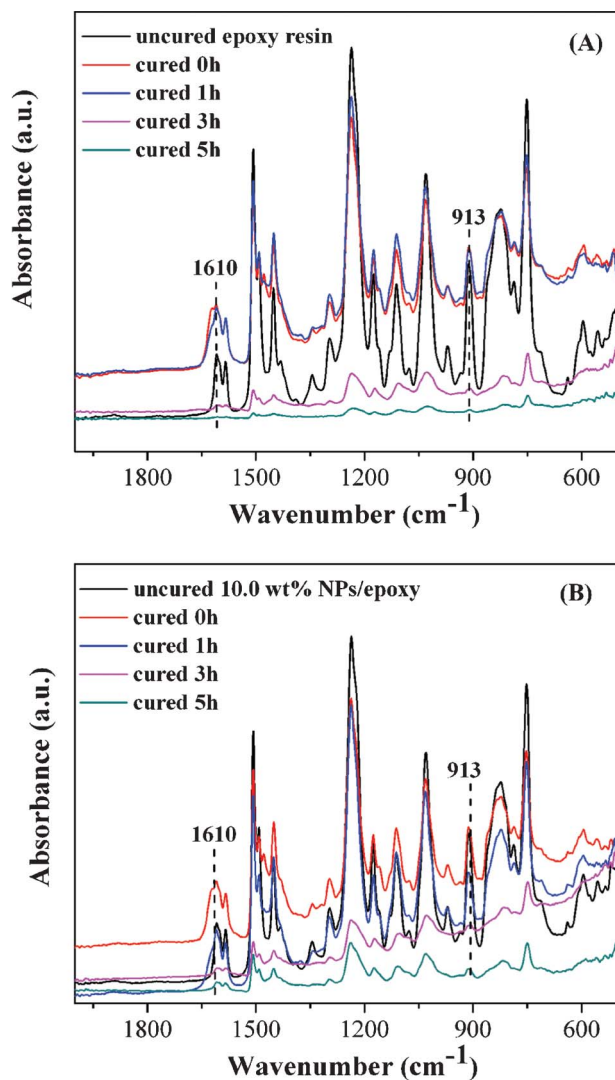 uncured epoxy resin (A)
cured 0h
cured 1h
cured 3h
cured 5h
913
1610
Absorbance (a.u.)
1800 1500 1200 900 600
Wavenumber (cm-1)
uncured 10.0 wt% NPs/epoxy (B)
cured 0h
cured 1h
cured 3h
cured 5h
913
1610
Absorbance (a.u.)
1800 1500 1200 900 600
Wavenumber (cm-1)